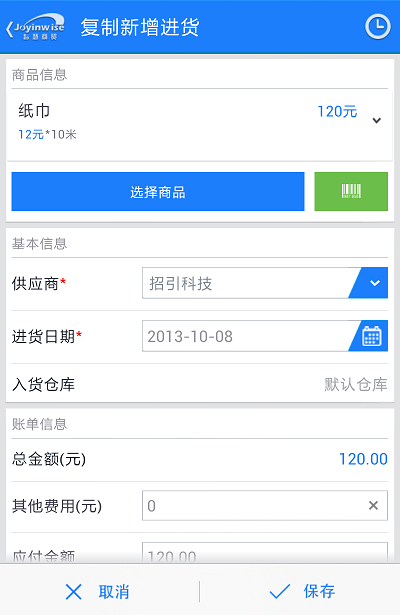 Joyinwise
智慧商贸
复制新增进货
商品信息
纸巾
120元
12元*10米
选择商品
基本信息
供应商*
招引科技
进货日期*
2013-10-08
入货仓库
默认仓库
账单信息
总金额(元)
120.00
其他费用(元)
0
应付金额
120.00
取消
保存